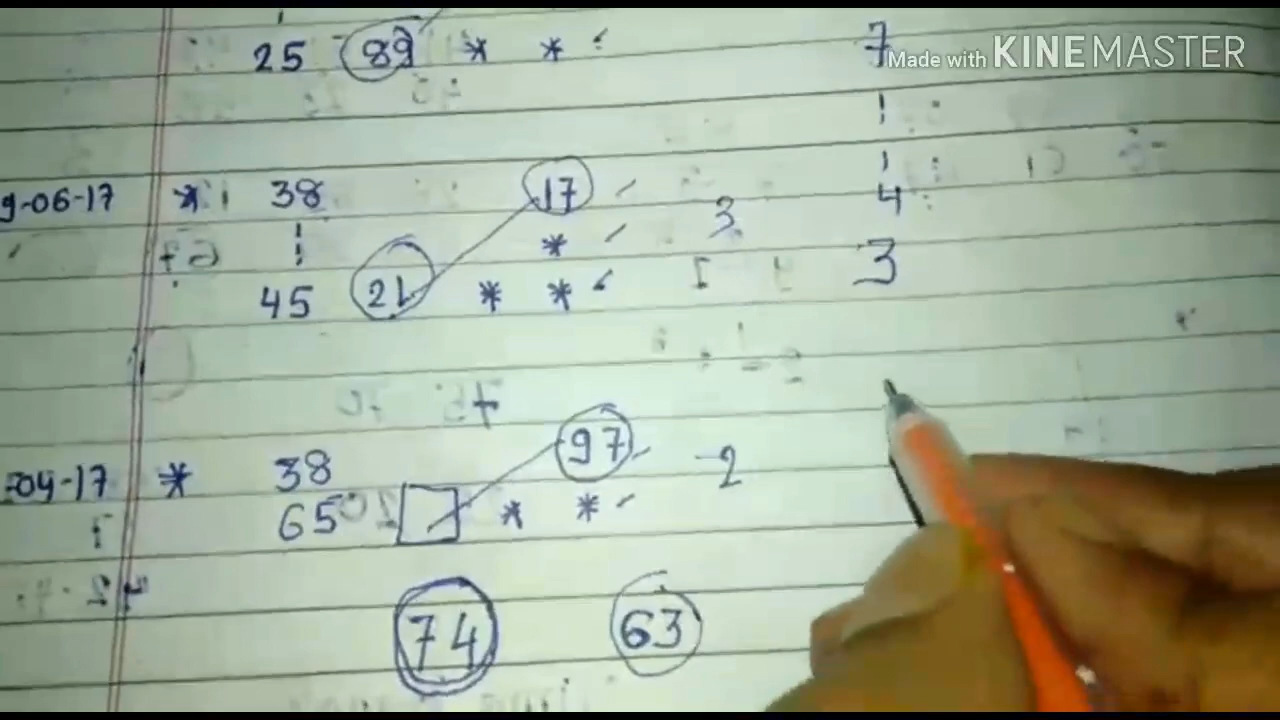 25 89 * * 7
Made with KINEMASTER
9-06-17 * 38 17 4
* 3
45 21 * * 3
-04-17 * 38 97 2
65 * *
74 63